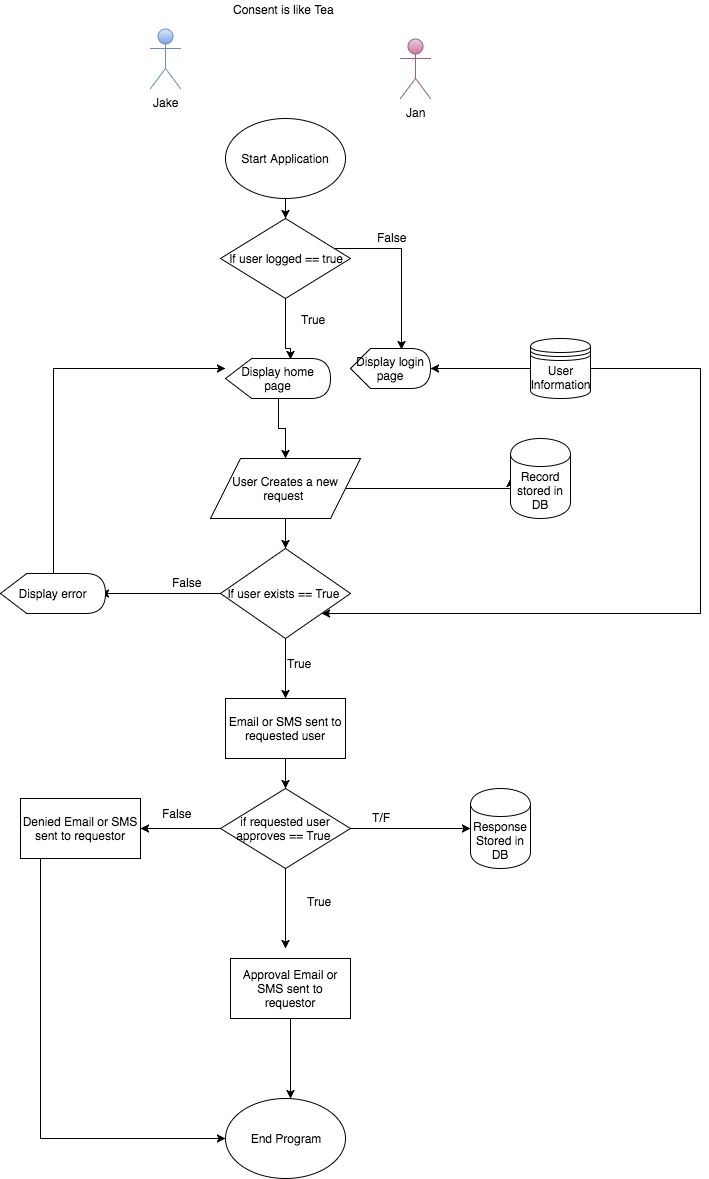 Consent is like Tea
Jake
Jan
Start Application
If user logged == true
False
True
Display home
page
Display login
page
User
Information
User Creates a new
request
Record
stored in
DB
If user exists == True
False
Display error
True
Email or SMS sent to
requested user
if requested user
approves == True
False
Denied Email or SMS
sent to requestor
T/F
Response
Stored in
DB
True
Approval Email or
SMS sent to
requestor
End Program